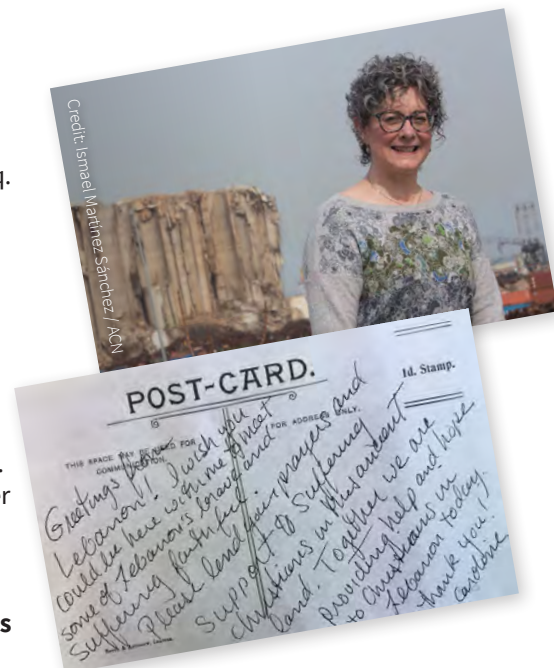 Credit: Ismael Martínez Sánchez / ACN
q.
.
r
s
POST-CARD.
1d. Stamp.
THIS SPACE MAY BE USED FOR
COMMUNICATION.
FOR ADDRESS ONLY.
Greetings from
Lebanon! I wish you
could be here with me to meet
some of Lebanon's brave and
suffering faithful.
Please lend your prayers and
support of suffering
Christians in this ancient
land. Together we are
providing help and hope
to Christians in
Lebanon today.
Thank you,
Caroline